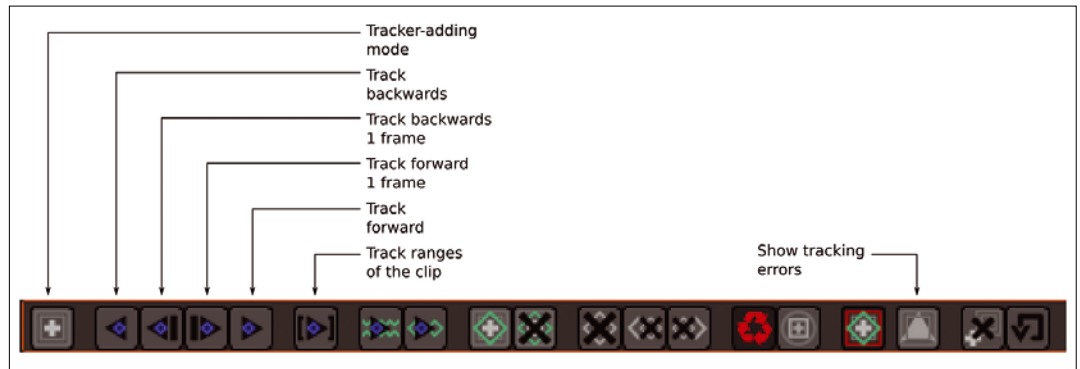 Tracker-adding
mode
Track
backwards
Track backwards
1 frame
Track forward
1 frame
Track
forward
Track ranges
of the clip
Show tracking
errors